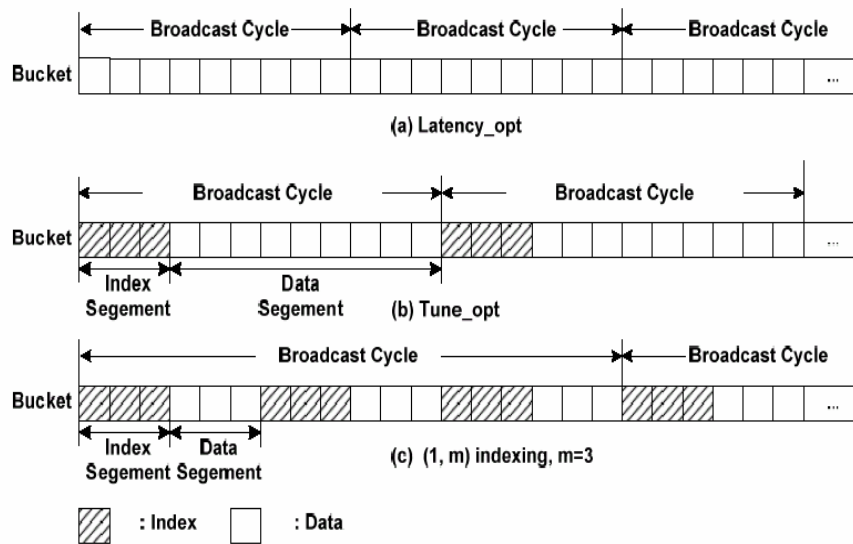 Broadcast Cycle Broadcast Cycle Broadcast Cycle
Bucket ...
(a) Latency_opt
Broadcast Cycle Broadcast Cycle
Bucket ...
Index Segement Data Segement
(b) Tune_opt
Broadcast Cycle Broadcast Cycle
Bucket ...
Index Segement Data Segement
(c) (1, m) indexing, m=3
: Index : Data